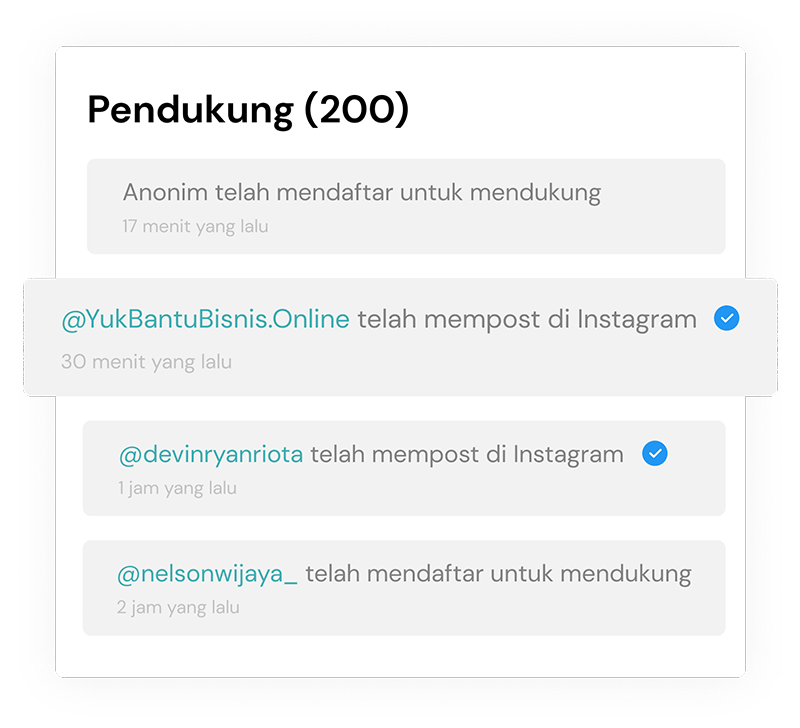 Pendukung (200)
Anonim telah mendaftar untuk mendukung
17 menit yang lalu
@YukBantuBisnis.Online telah mempost di Instagram
30 menit yang lalu
@devinryanriota telah mempost di Instagram
1 jam yang lalu
@nelsonwijaya_ telah mendaftar untuk mendukung
2 jam yang lalu